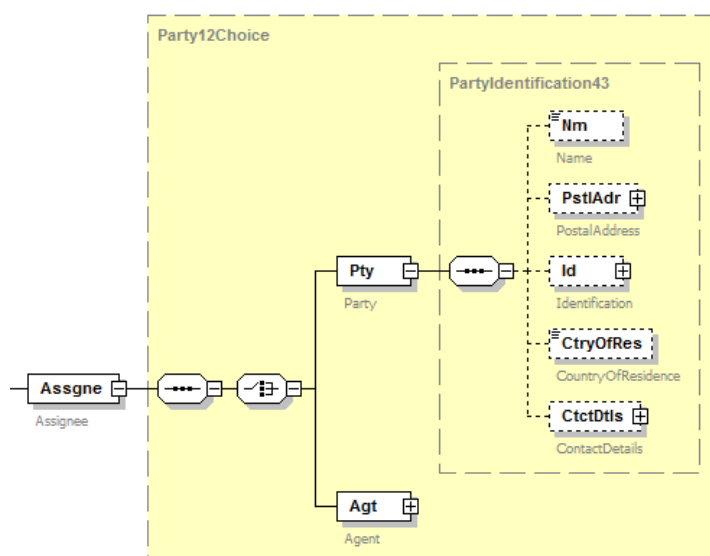 Party12Choice
PartyIdentification43
Nm
Name
PstlAdr
PostalAddress
Pty
Party
Id
Identification
CtryOfRes
CountryOfResidence
Assgne
Assignee
CtctDtls
ContactDetails
Agt
Agent